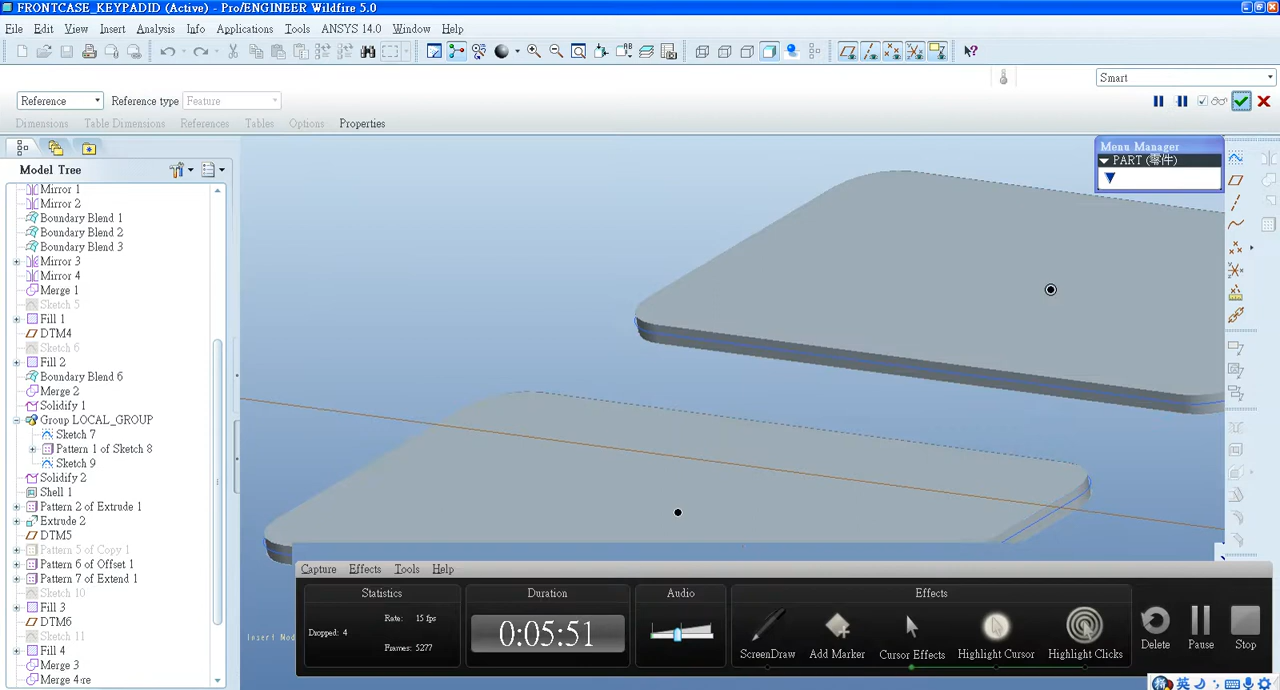 FRONTCASE_KEYPADID (Active) - Pro/ENGINEER Wildfire 5.0
File Edit View Insert Analysis Info Applications Tools ANSYS 14.0 Window Help
Smart
Reference Reference type Feature
Dimensions Table Dimensions References Tables Options Properties
Menu Manager
PART (零件)
Model Tree
Mirror 1
Mirror 2
Boundary Blend 1
Boundary Blend 2
Boundary Blend 3
Mirror 3
Mirror 4
Merge 1
Sketch 5
Fill 1
DTM4
Sketch 6
Fill 2
Boundary Blend 6
Merge 2
Solidify 1
Group LOCAL_GROUP
Sketch 7
Pattern 1 of Sketch 8
Sketch 9
Solidify 2
Shell 1
Pattern 2 of Extrude 1
Extrude 2
DTM5
Pattern 5 of Copy 1
Pattern 6 of Offset 1
Pattern 7 of Extend 1
Sketch 10
Fill 3
DTM6
Sketch 11
Fill 4
Merge 3
Merge 4
Insert Mod
Capture Effects Tools Help
Statistics
Dropped: 4
Rate: 15 fps
Frames: 5277
Duration
0:05:51
Audio
Effects
ScreenDraw Add Marker Cursor Effects Highlight Cursor Highlight Clicks
Delete Pause Stop
英